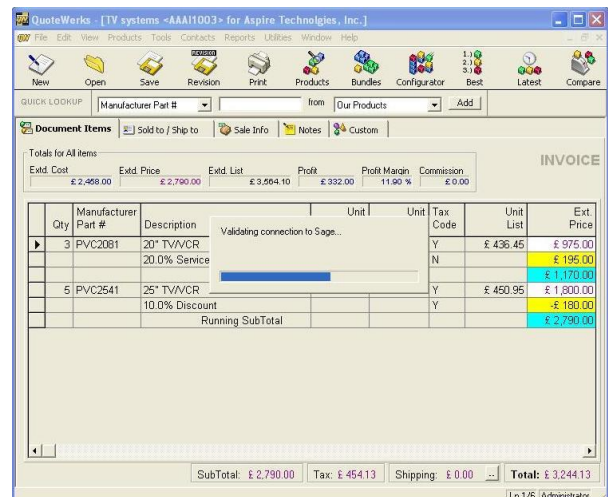 QuoteWerks - [TV systems <AAAI1003> for Aspire Technolgies, Inc.]
File Edit View Products Tools Contacts Reports Utilities Window Help
REVISION
1.)
2.)
3.)
New Open Save Revision Print Products Bundles Configurator Best Latest Compare
QUICK LOOKUP Manufacturer Part # from Our Products Add
Document Items Sold to / Ship to Sale Info Notes Custom
Totals for All items
INVOICE
Extd. Cost Extd. Price Extd. List Profit Profit Margin Commission
£ 2,458.00 £ 2,790.00 £ 3,564.10 £ 332.00 11.90 % £ 0.00
Manufacturer Unit Unit Tax Unit Ext.
Qty Part # Description Code List Price
Validating connection to Sage...
3 PVC2081 20" TV/VCR Y £ 436.45 £ 975.00
20.0% Service N £ 195.00
£ 1,170.00
5 PVC2541 25" TV/VCR Y £ 450.95 £ 1,800.00
10.0% Discount Y -£ 180.00
Running SubTotal £ 2,790.00
SubTotal: £ 2,790.00 Tax: £ 454.13 Shipping: £ 0.00 ... Total: £ 3,244.13
Ln 1/6 Administrator